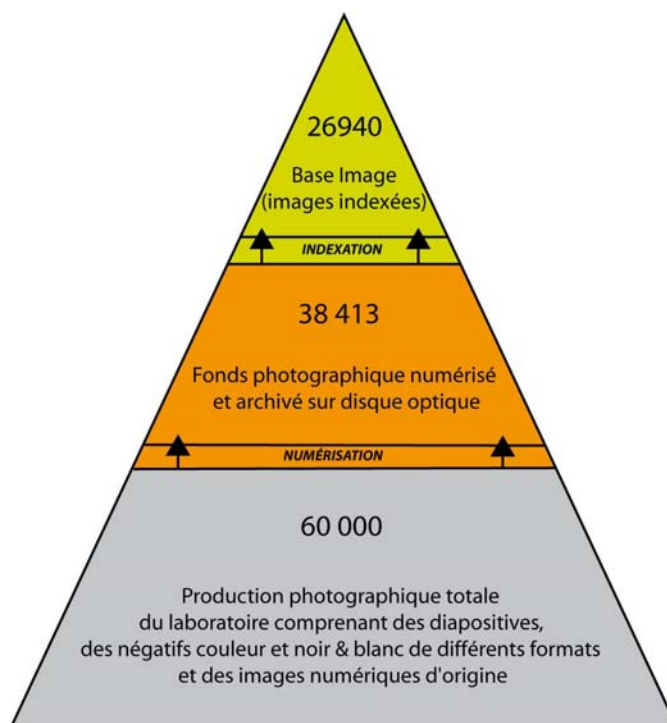 26940
Base Image
(images indexées)
INDEXATION
38 413
Fonds photographique numérisé
et archivé sur disque optique
NUMÉRISATION
60 000
Production photographique totale
du laboratoire comprenant des diapositives,
des négatifs couleur et noir & blanc de différents formats
et des images numériques d'origine